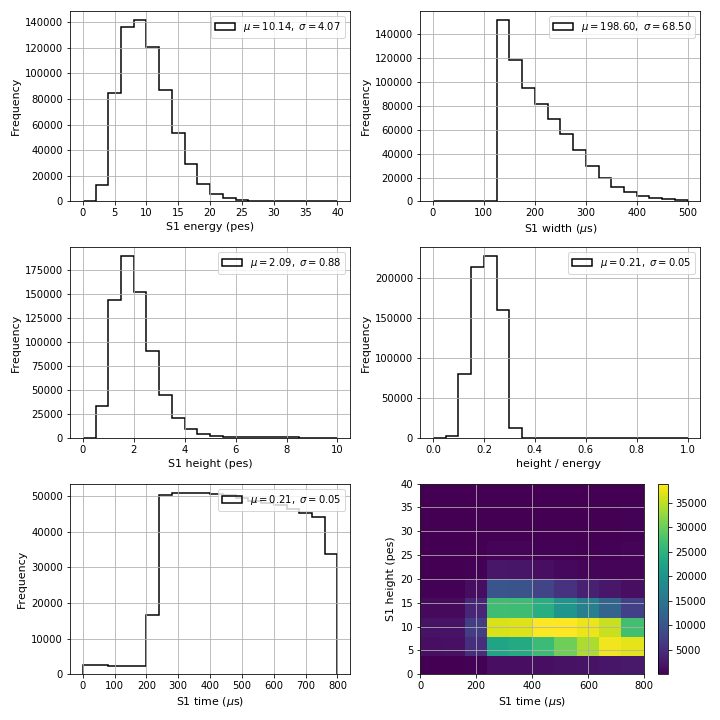 140000
120000
100000
80000
60000
40000
20000
0
Frequency
0 5 10 15 20 25 30 35 40
S1 energy (pes)
μ = 10.14, σ = 4.07
140000
120000
100000
80000
60000
40000
20000
0
Frequency
0 100 200 300 400 500
S1 width (μs)
μ = 198.60, σ = 68.50
175000
150000
125000
100000
75000
50000
25000
0
Frequency
0 2 4 6 8 10
S1 height (pes)
μ = 2.09, σ = 0.88
200000
150000
100000
50000
0
Frequency
0.0 0.2 0.4 0.6 0.8 1.0
height / energy
μ = 0.21, σ = 0.05
50000
40000
30000
20000
10000
0
Frequency
0 100 200 300 400 500 600 700 800
S1 time (μs)
μ = 0.21, σ = 0.05
40
35
30
25
20
15
10
5
0
S1 height (pes)
0 200 400 600 800
S1 time (μs)
35000
30000
25000
20000
15000
10000
5000